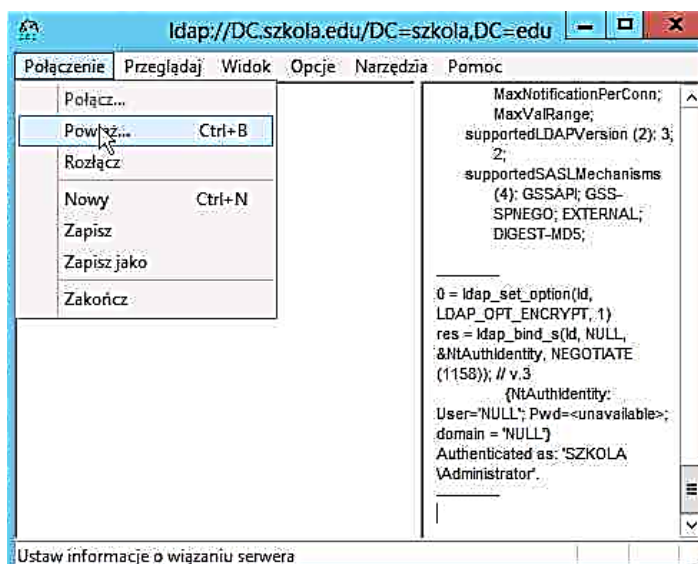 ldap://DC.szkola.edu/DC=szkola,DC=edu
Połączenie Przeglądaj Widok Opcje Narzędzia Pomoc
Połącz...
Powiąż... Ctrl+B
Rozłącz
Nowy Ctrl+N
Zapisz
Zapisz jako
Zakończ
MaxNotificationPerConn;
MaxValRange;
supportedLDAPVersion (2): 3;
2;
supportedSASLMechanisms
(4): GSSAPI; GSS-
SPNEGO; EXTERNAL;
DIGEST-MD5;
0 = ldap_set_option(ld,
LDAP_OPT_ENCRYPT, 1)
res = ldap_bind_s(ld, NULL,
&NtAuthIdentity, NEGOTIATE
(1158)); // v.3
{NtAuthIdentity:
User='NULL'; Pwd=<unavailable>;
domain = 'NULL'}
Authenticated as: 'SZKOLA
\Administrator'.
Ustaw informacje o wiązaniu serwera